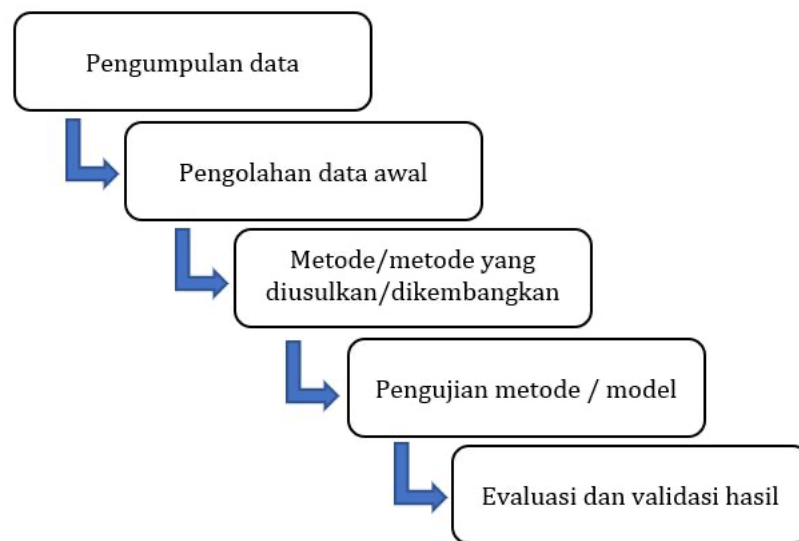 Pengumpulan data
Pengolahan data awal
Metode/metode yang
diusulkan/dikembangkan
Pengujian metode / model
Evaluasi dan validasi hasil